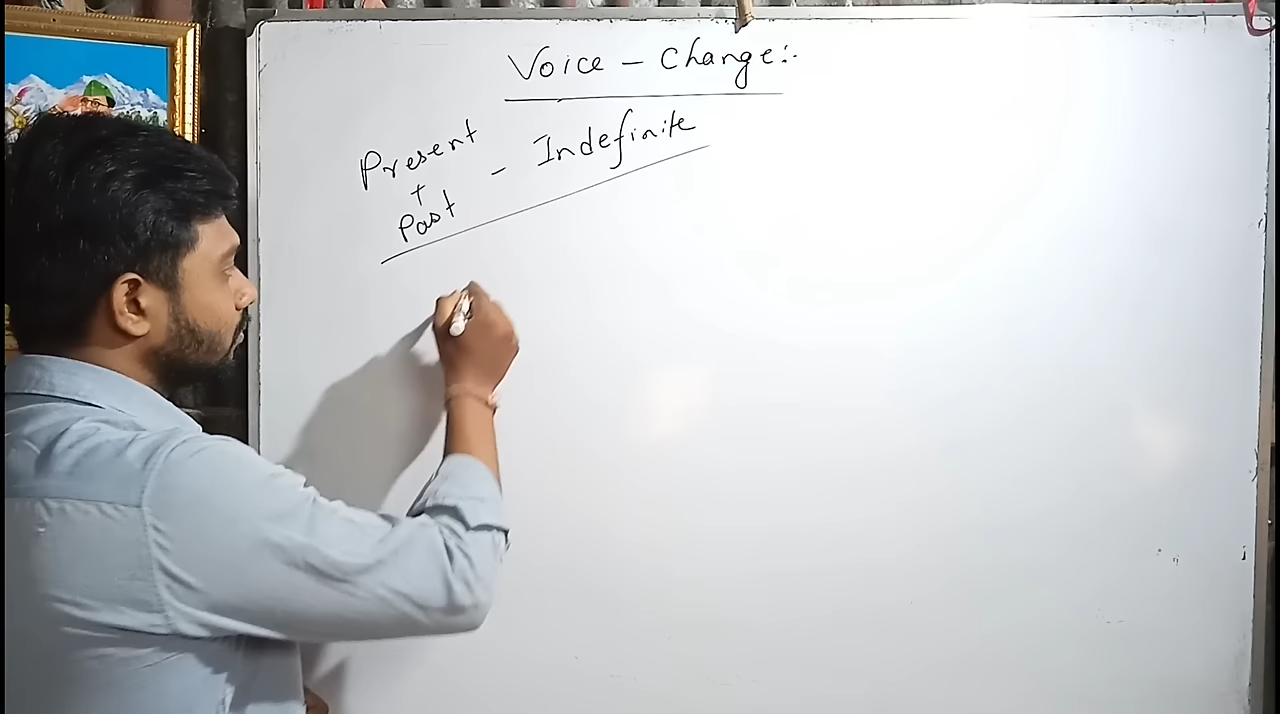 Voice - Change:-
Present
+
Past
- Indefinite